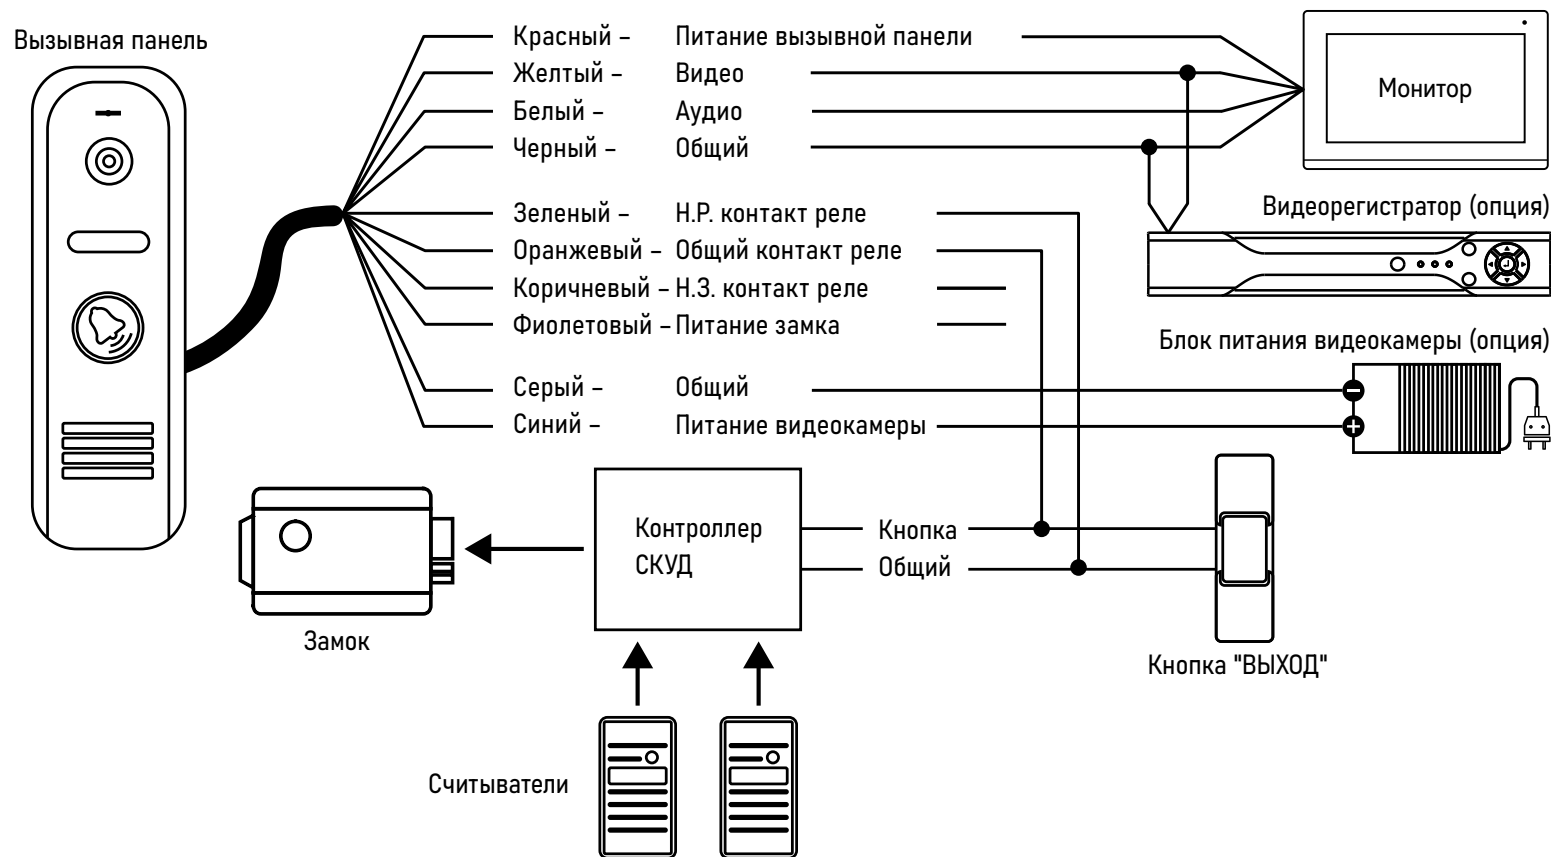 Вызывная панель
Красный – Питание вызывной панели
Желтый – Видео
Белый – Аудио
Черный – Общий
Монитор
Зеленый – Н.Р. контакт реле
Оранжевый – Общий контакт реле
Коричневый – Н.З. контакт реле
Фиолетовый – Питание замка
Видеорегистратор (опция)
Блок питания видеокамеры (опция)
Серый – Общий
Синий – Питание видеокамеры
Контроллер
СКУД
Кнопка
Общий
Замок
Кнопка "ВЫХОД"
Считыватели